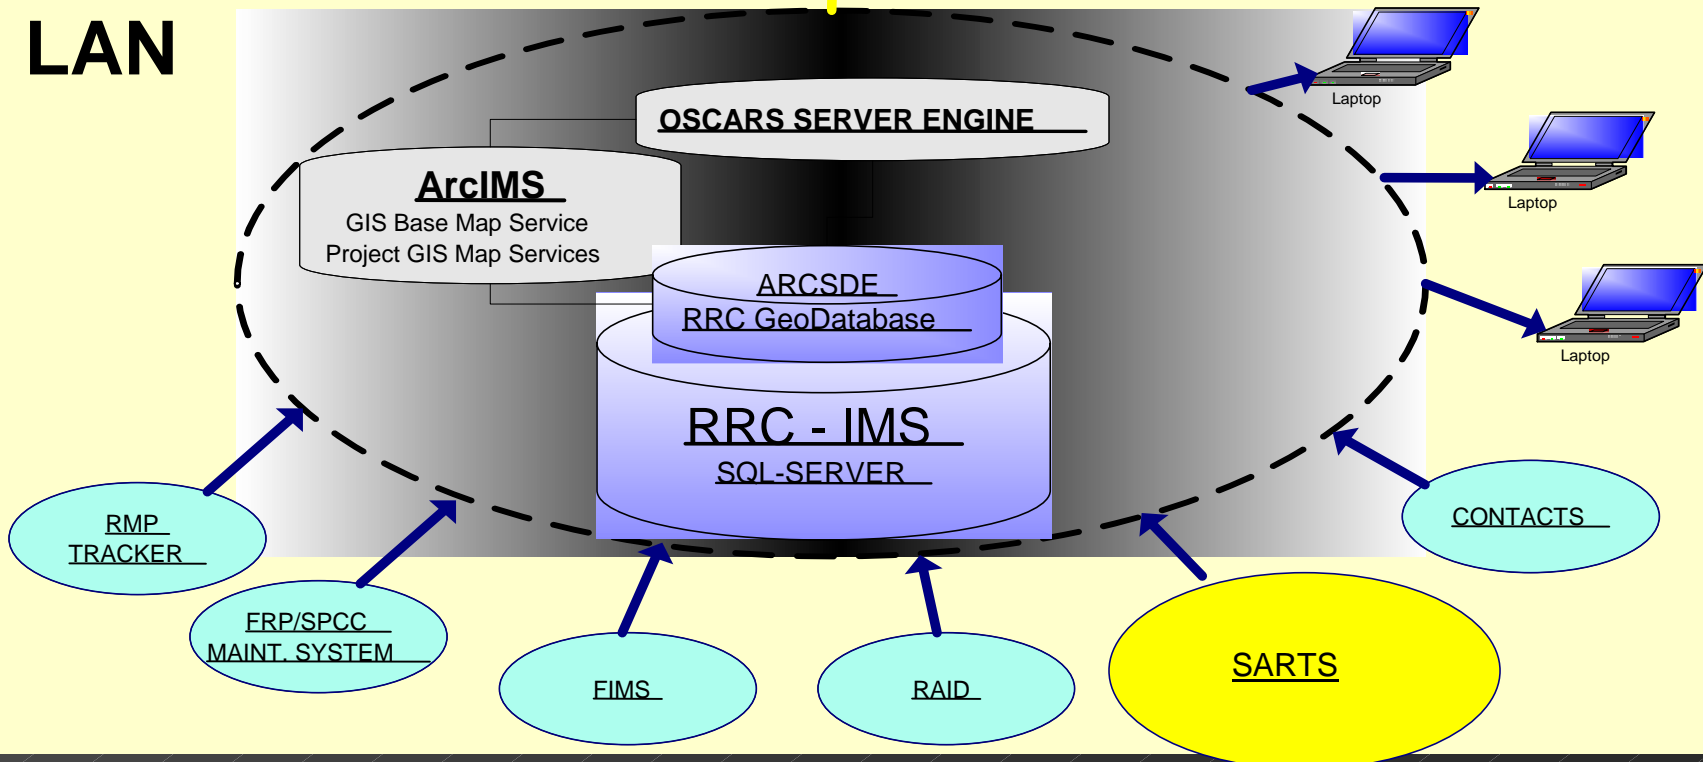 LAN
Laptop
OSCARS SERVER ENGINE
ArcIMS
GIS Base Map Service
Project GIS Map Services
Laptop
ARCSDE
RRC GeoDatabase
Laptop
RRC - IMS
SQL-SERVER
RMP
TRACKER
CONTACTS
FRP/SPCC
MAINT. SYSTEM
FIMS
RAID
SARTS